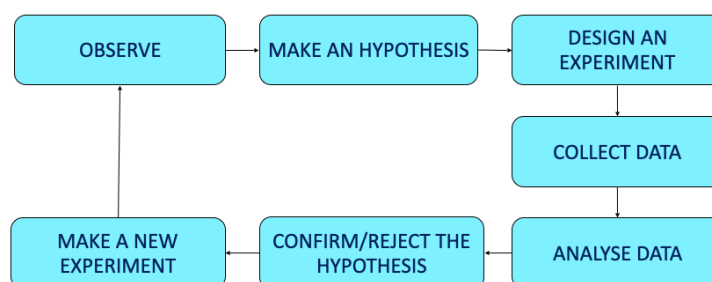 OBSERVE
MAKE AN HYPOTHESIS
DESIGN AN
EXPERIMENT
COLLECT DATA
ANALYSE DATA
CONFIRM/REJECT THE
HYPOTHESIS
MAKE A NEW
EXPERIMENT